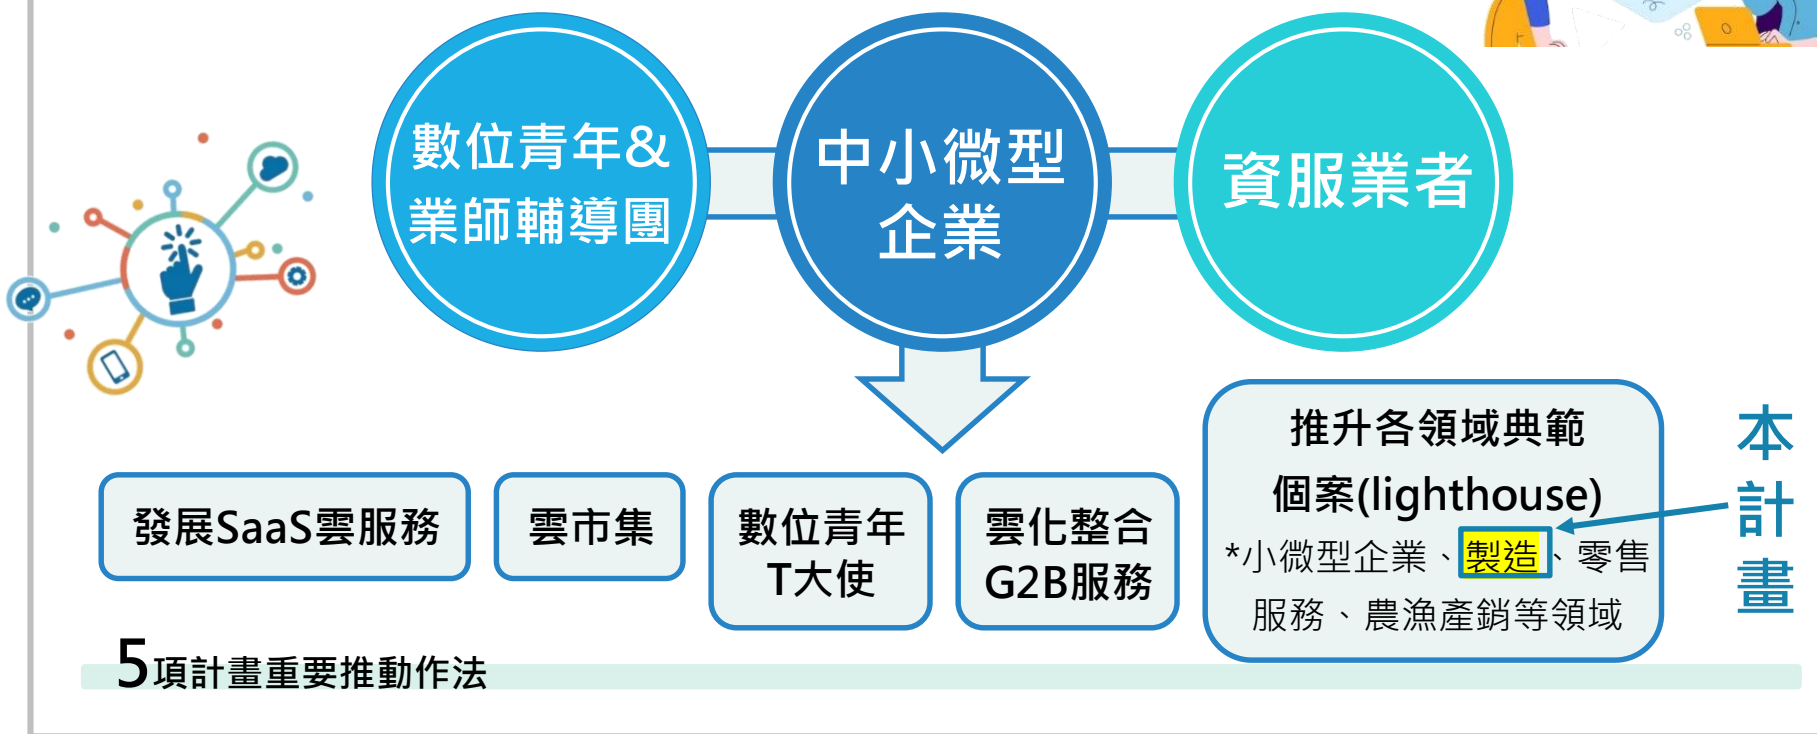 數位青年&
業師輔導團
中小微型
企業
資服業者
發展SaaS雲服務
雲市集
數位青年
T大使
雲化整合
G2B服務
推升各領域典範
個案(lighthouse)
*小微型企業、製造、零售
服務、農漁產銷等領域
本計畫
5項計畫重要推動作法